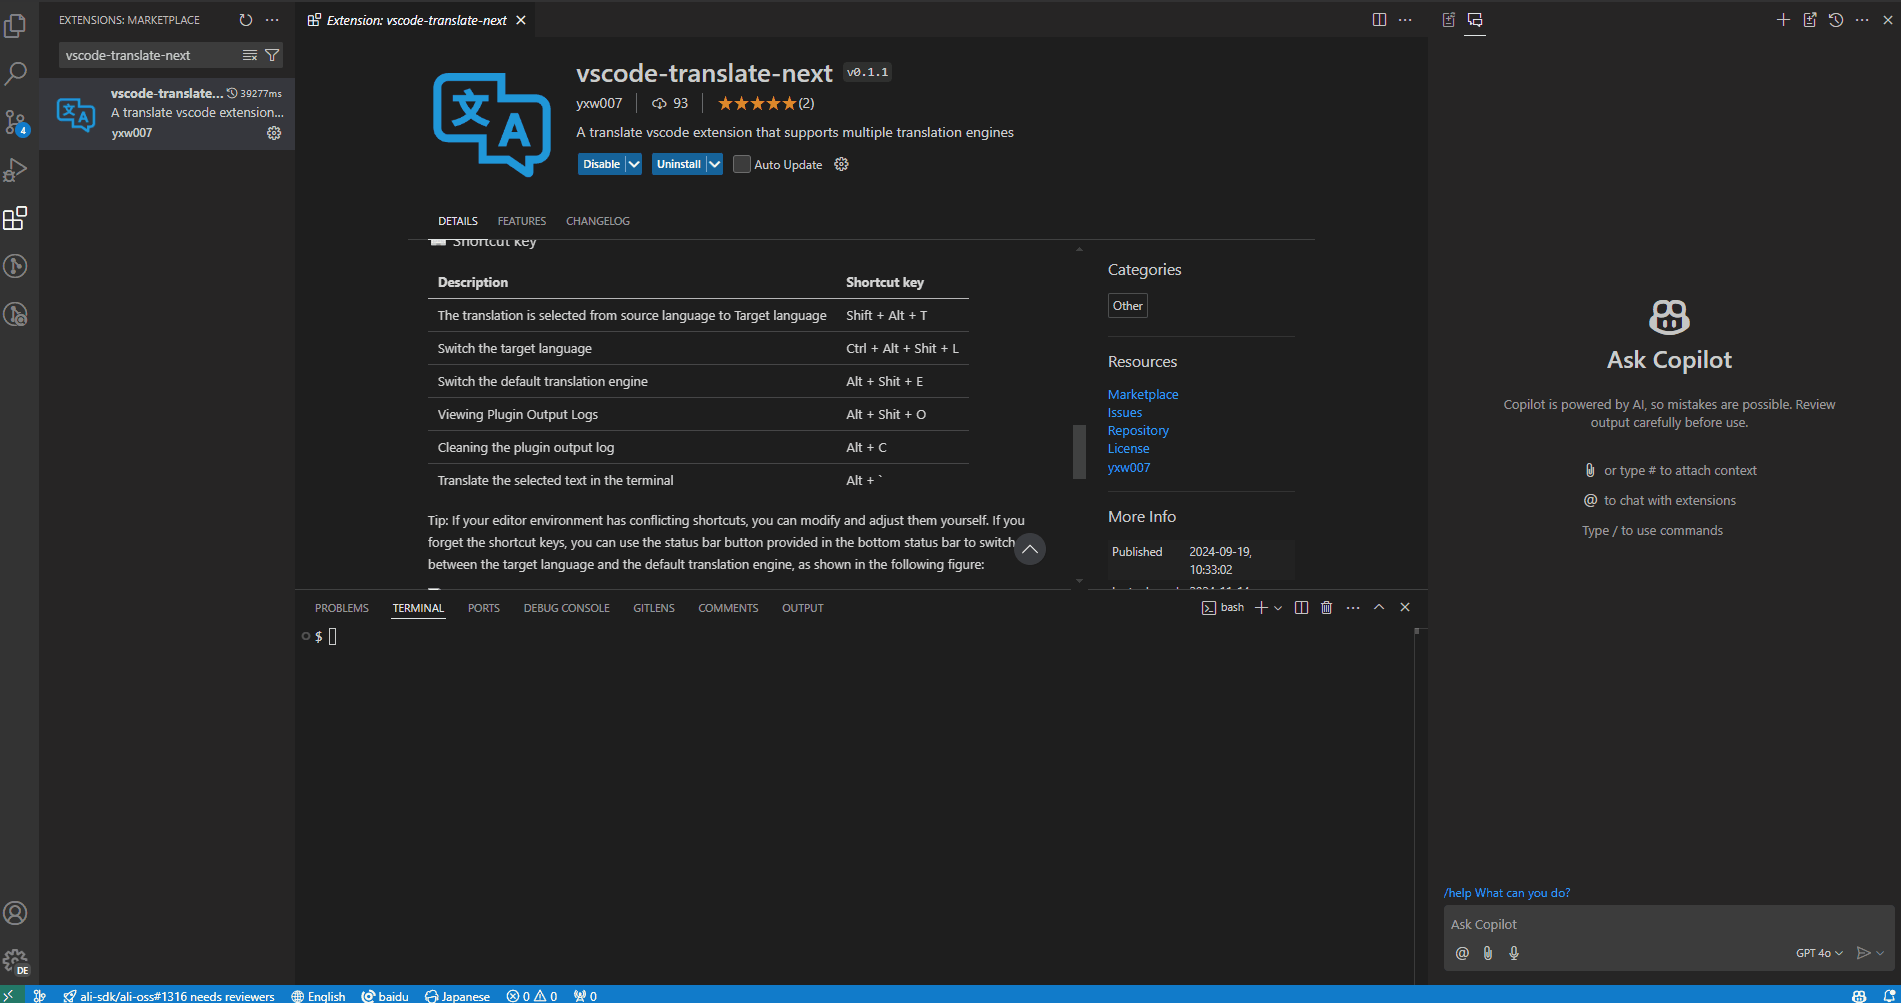 EXTENSIONS: MARKETPLACE
vscode-translate-next
vscode-translate... 39277ms
A translate vscode extension...
yxw007
4
DE
Extension: vscode-translate-next
文 A
vscode-translate-next v0.1.1
yxw007 93 (2)
A translate vscode extension that supports multiple translation engines
Disable Uninstall Auto Update
DETAILS FEATURES CHANGELOG
Shortcut key
Description Shortcut key
The translation is selected from source language to Target language Shift + Alt + T
Switch the target language Ctrl + Alt + Shit + L
Switch the default translation engine Alt + Shit + E
Viewing Plugin Output Logs Alt + Shit + O
Cleaning the plugin output log Alt + C
Translate the selected text in the terminal Alt + `
Tip: If your editor environment has conflicting shortcuts, you can modify and adjust them yourself. If you
forget the shortcut keys, you can use the status bar button provided in the bottom status bar to switch
between the target language and the default translation engine, as shown in the following figure:
Categories
Other
Resources
Marketplace
Issues
Repository
License
yxw007
More Info
Published 2024-09-19,
10:33:02
PROBLEMS TERMINAL PORTS DEBUG CONSOLE GITLENS COMMENTS OUTPUT
bash
$
Ask Copilot
Copilot is powered by AI, so mistakes are possible. Review
output carefully before use.
or type # to attach context
@ to chat with extensions
Type / to use commands
/help What can you do?
Ask Copilot
@ GPT 4o
ali-sdk/ali-oss#1316 needs reviewers English baidu Japanese 0 0 0